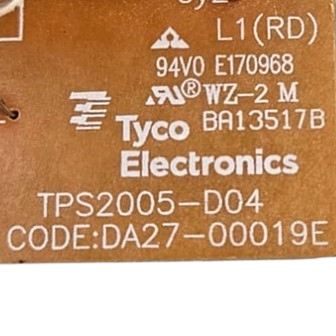 L1(RD)
94V0 E170968
®WZ-2 M
Tyco BA13517B
Electronics
TPS2005-D04
CODE:DA27-00019E